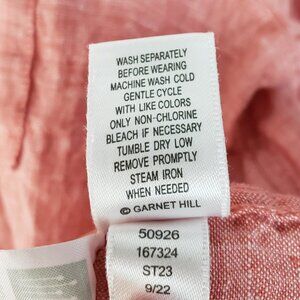 WASH SEPARATELY
BEFORE WEARING
MACHINE WASH COLD
GENTLE CYCLE
WITH LIKE COLORS
ONLY NON-CHLORINE
BLEACH IF NECESSARY
TUMBLE DRY LOW
REMOVE PROMPTLY
STEAM IRON
WHEN NEEDED
© GARNET HILL
50926
167324
ST23
9/22